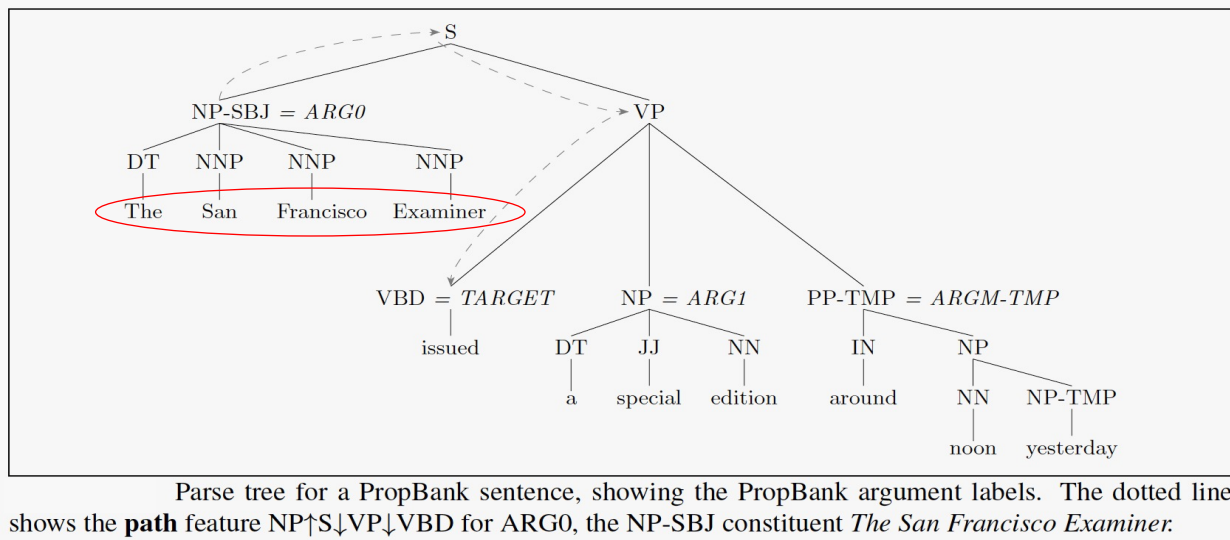 S
NP-SBJ = ARG0 VP
DT NNP NNP NNP
The San Francisco Examiner
VBD = TARGET NP = ARG1 PP-TMP = ARGM-TMP
issued DT JJ NN IN NP
a special edition around NN NP-TMP
noon yesterday
Parse tree for a PropBank sentence, showing the PropBank argument labels. The dotted line
shows the path feature NP↑S↓VP↓VBD for ARG0, the NP-SBJ constituent The San Francisco Examiner.